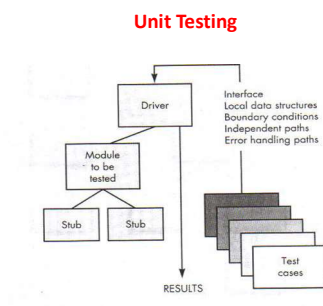 Unit Testing
Driver
Interface
Local data structures
Boundary conditions
Independent paths
Error handling paths
Module
to be
tested
Stub
Stub
Test
cases
RESULTS